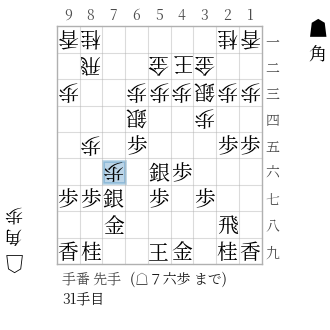 9 8 7 6 5 4 3 2 1
香 桂 桂 香 一
飛 金 王 金 二
歩 歩 歩 歩 銀 歩 歩 三
銀 歩 四
歩 歩 歩 歩 五
歩 銀 歩 六
歩 歩 銀 歩 歩 七
金 飛 八
香 桂 王 金 桂 香 九
☗ 角
☖ 角 歩
手番 先手 (☖７六歩 まで)
31手目